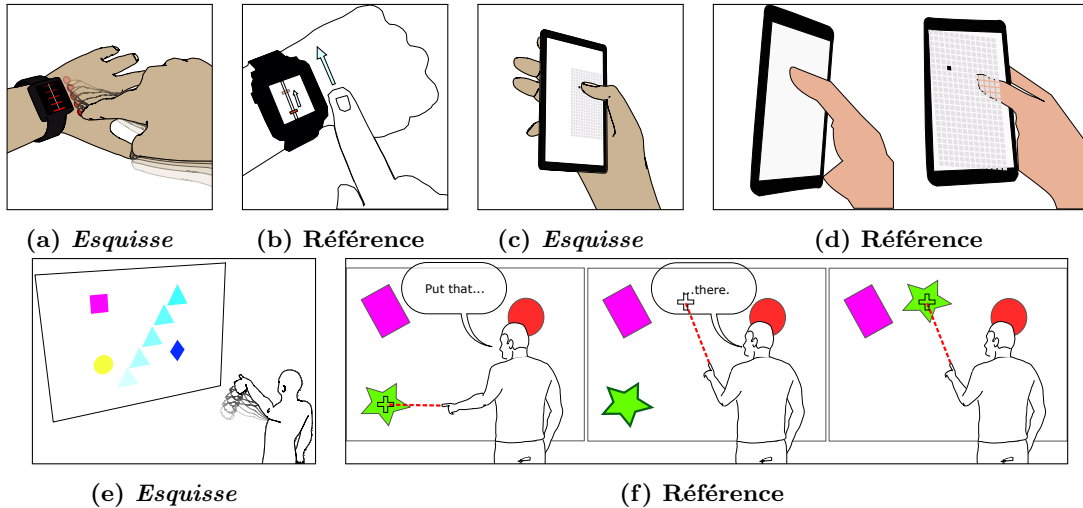 (a) Esquisse
(b) Référence
(c) Esquisse
(d) Référence
Put that...
...there.
(e) Esquisse
(f) Référence